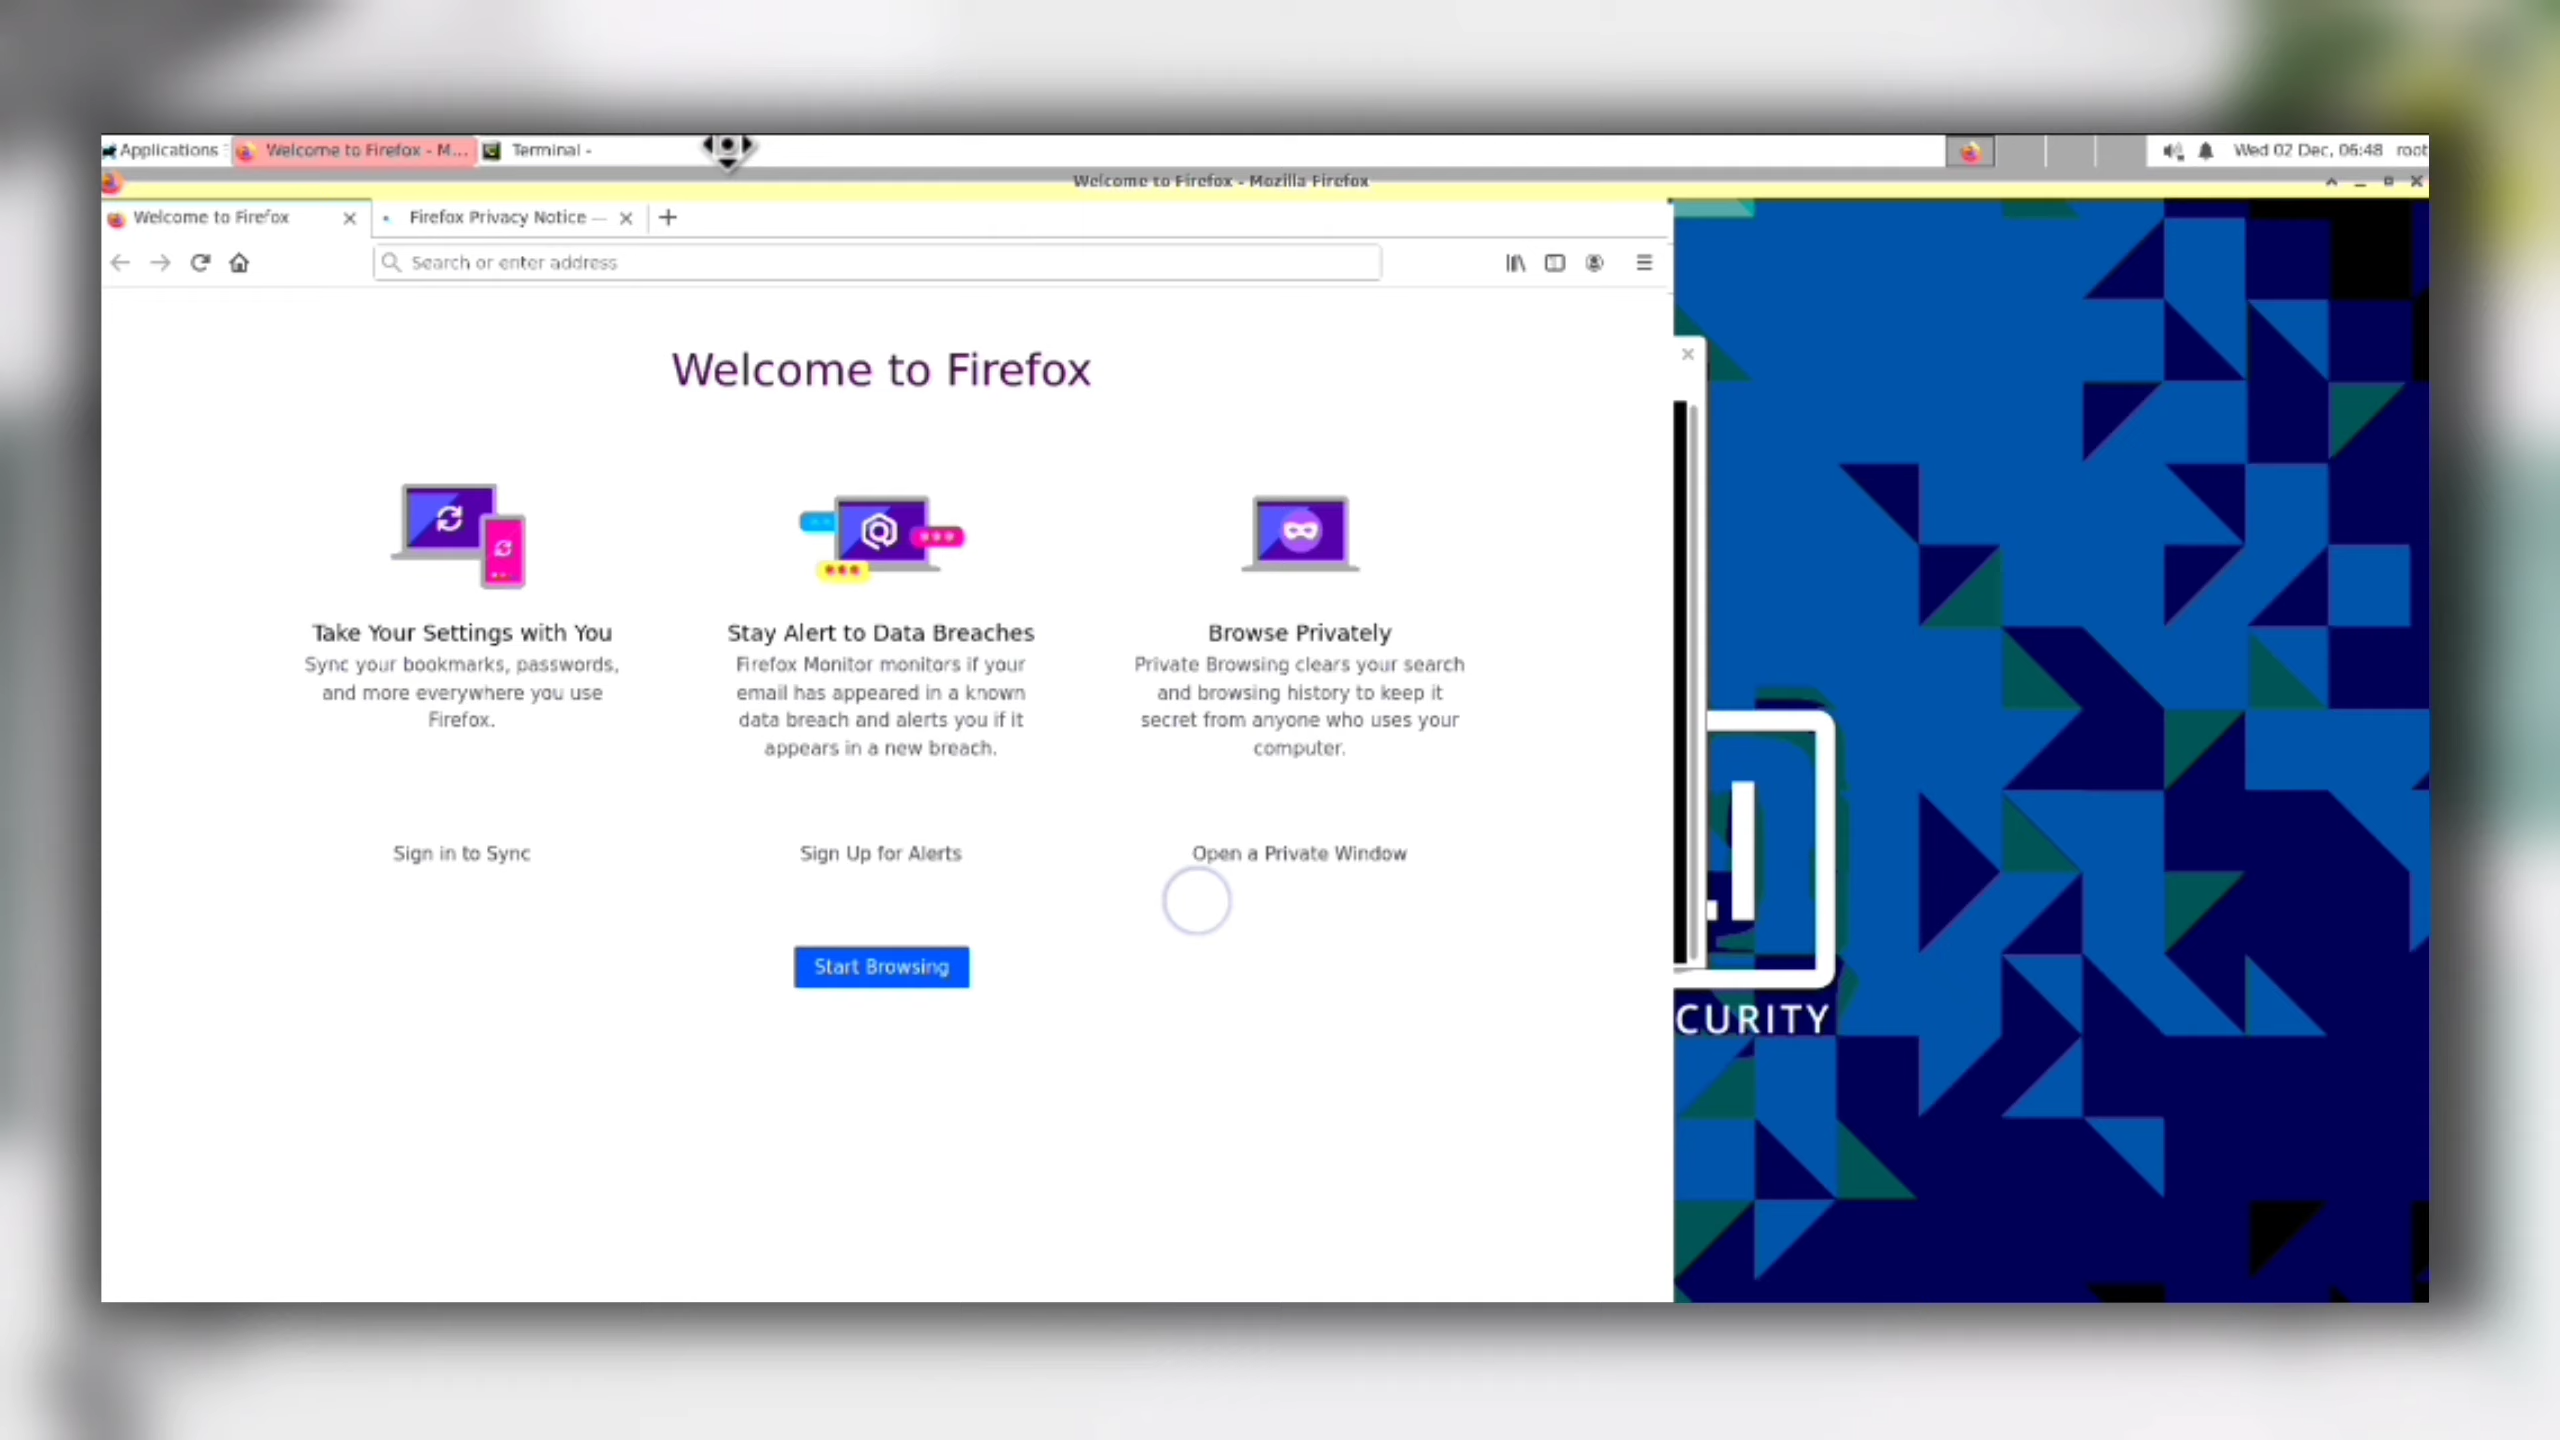 Applications
Welcome to Firefox - M...
Terminal -
Wed 02 Dec, 06:48
root
Welcome to Firefox - Mozilla Firefox
Welcome to Firefox
Firefox Privacy Notice —
Search or enter address
Welcome to Firefox
Take Your Settings with You
Sync your bookmarks, passwords,
and more everywhere you use
Firefox.
Sign in to Sync
Stay Alert to Data Breaches
Firefox Monitor monitors if your
email has appeared in a known
data breach and alerts you if it
appears in a new breach.
Sign Up for Alerts
Browse Privately
Private Browsing clears your search
and browsing history to keep it
secret from anyone who uses your
computer.
Open a Private Window
Start Browsing
LI
CURITY